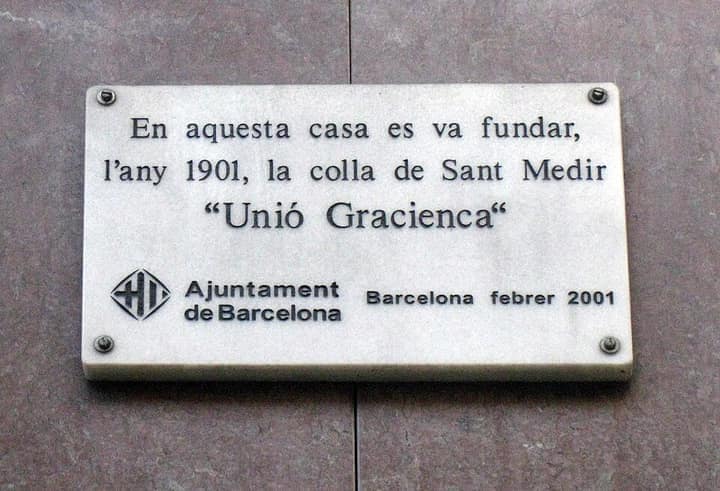 En aquesta casa es va fundar,
l'any 1901, la colla de Sant Medir
“Unió Gracienca“
Ajuntament
de Barcelona
Barcelona febrer 2001